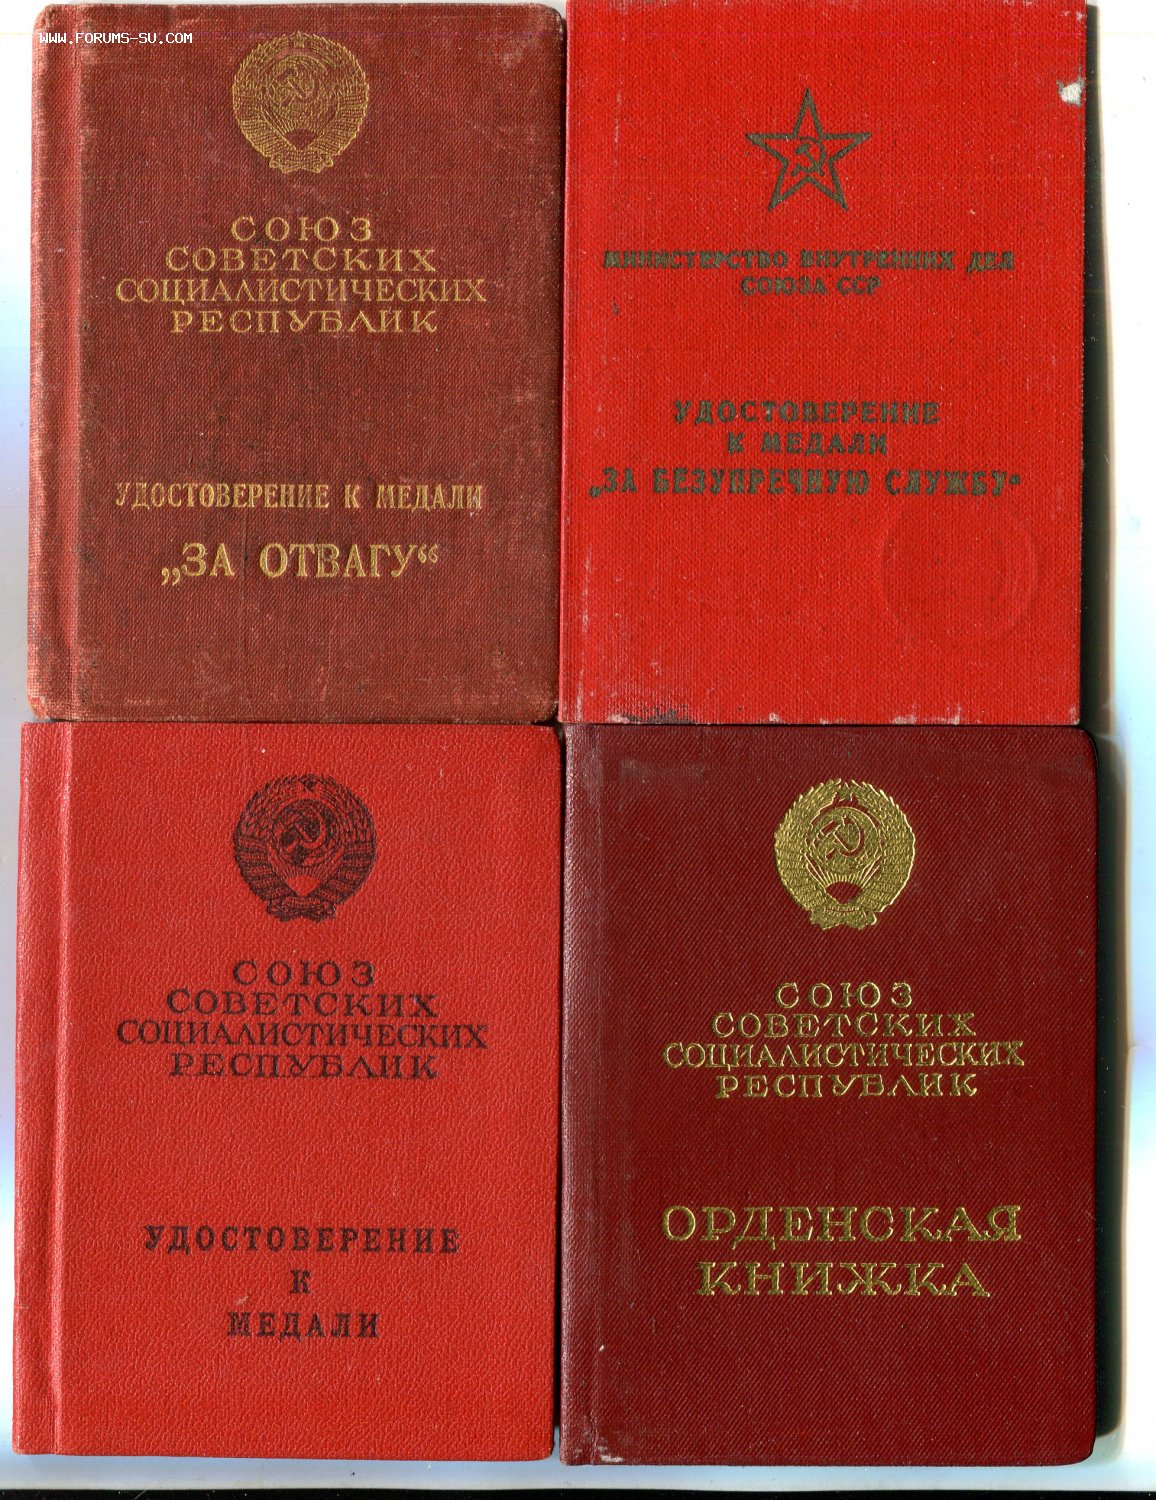 WWW.FORUMS-SU.COM
СОЮЗ
СОВЕТСКИХ
СОЦИАЛИСТИЧЕСКИХ
РЕСПУБЛИК
УДОСТОВЕРЕНИЕ К МЕДАЛИ
„ЗА ОТВАГУ“
МИНИСТЕРСТВО ВНУТРЕННИХ ДЕЛ
СОЮЗА ССР
УДОСТОВЕРЕНИЕ
К МЕДАЛИ
„ЗА БЕЗУПРЕЧНУЮ СЛУЖБУ“
СОЮЗ
СОВЕТСКИХ
СОЦИАЛИСТИЧЕСКИХ
РЕСПУБЛИК
УДОСТОВЕРЕНИЕ
К
МЕДАЛИ
СОЮЗ
СОВЕТСКИХ
СОЦИАЛИСТИЧЕСКИХ
РЕСПУБЛИК
ОРДЕНСКАЯ
КНИЖКА